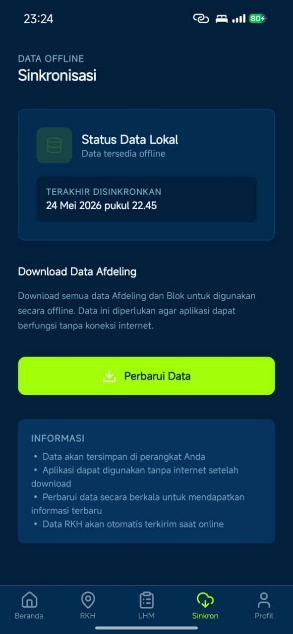 23:24
80+
DATA OFFLINE
Sinkronisasi
Status Data Lokal
Data tersedia offline
TERAKHIR DISINKRONKAN
24 Mei 2026 pukul 22.45
Download Data Afdeling
Download semua data Afdeling dan Blok untuk digunakan
secara offline. Data ini diperlukan agar aplikasi dapat
berfungsi tanpa koneksi internet.
Perbarui Data
INFORMASI
• Data akan tersimpan di perangkat Anda
• Aplikasi dapat digunakan tanpa internet setelah
download
• Perbarui data secara berkala untuk mendapatkan
informasi terbaru
• Data RKH akan otomatis terkirim saat online
Beranda RKH LHM Sinkron Profil